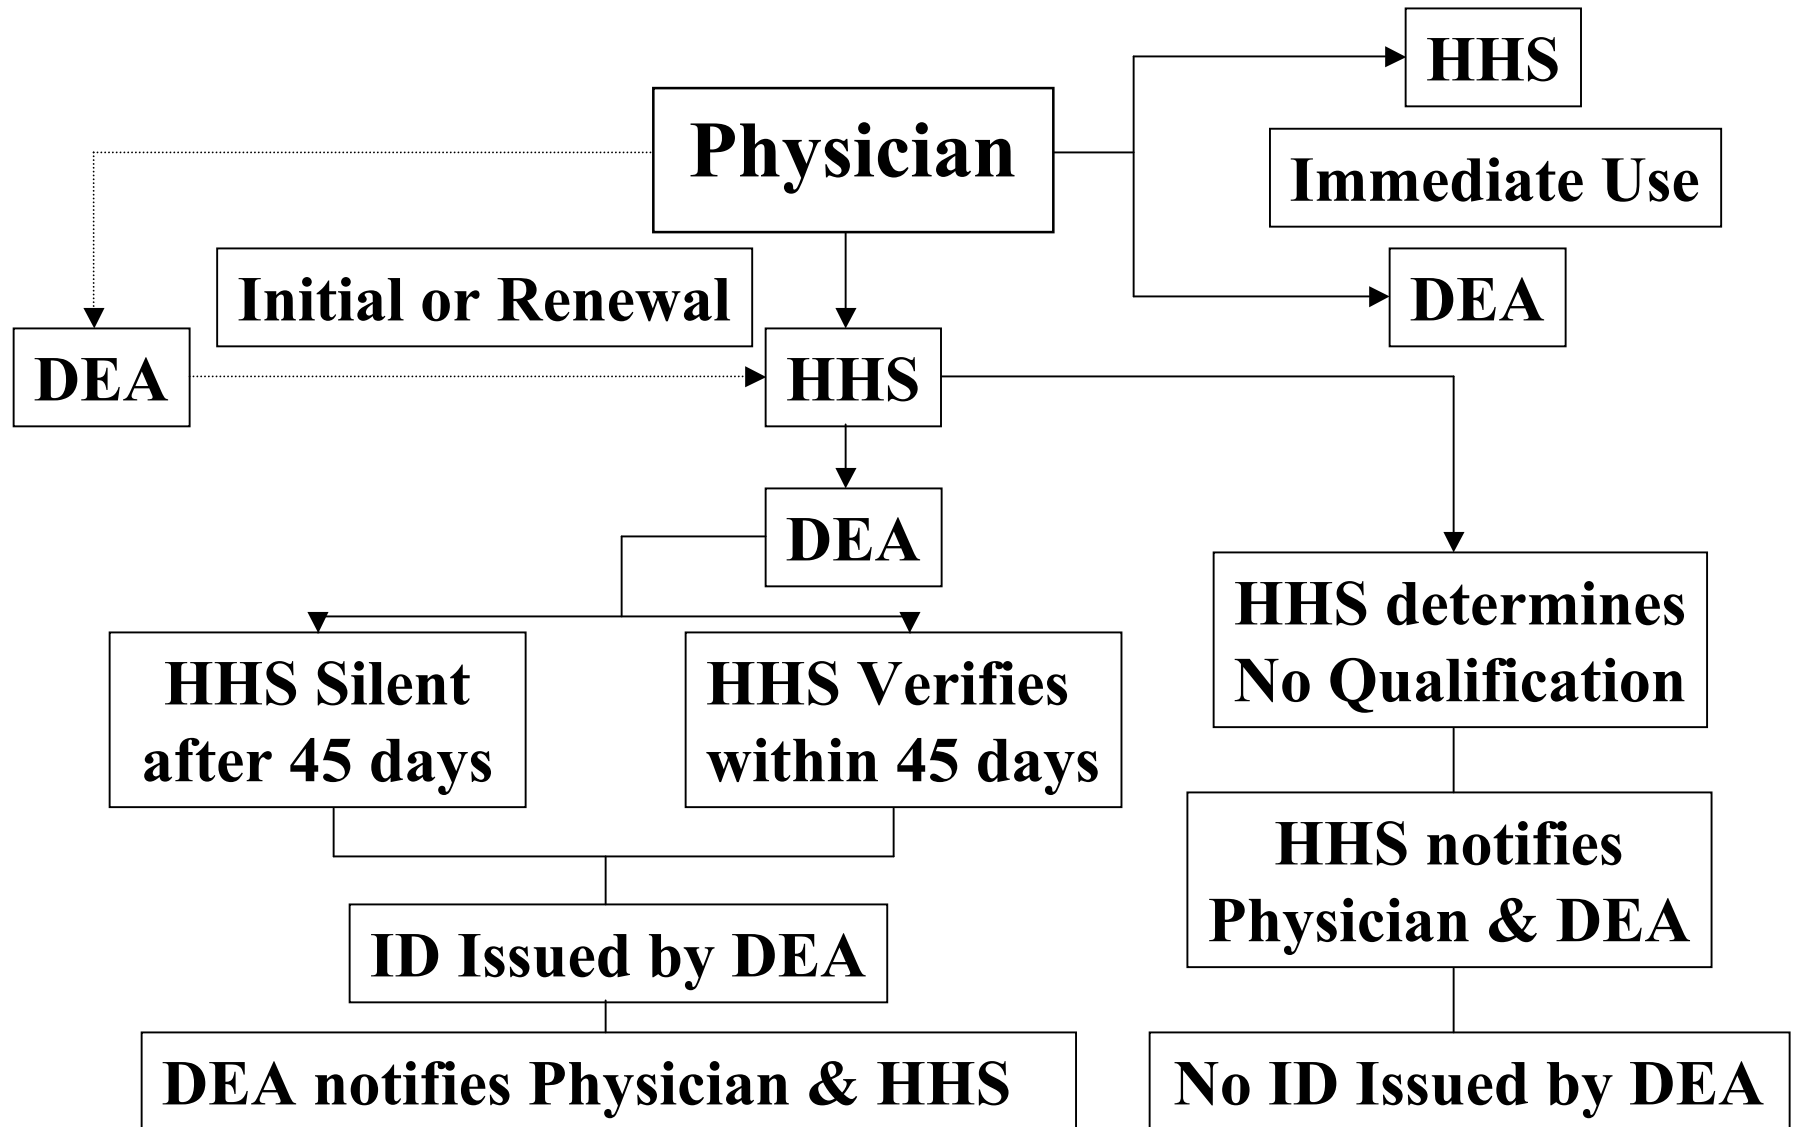 HHS
Physician
Immediate Use
Initial or Renewal
DEA
DEA
HHS
DEA
HHS determines
No Qualification
HHS Silent
after 45 days
HHS Verifies
within 45 days
HHS notifies
Physician & DEA
ID Issued by DEA
DEA notifies Physician & HHS
No ID Issued by DEA